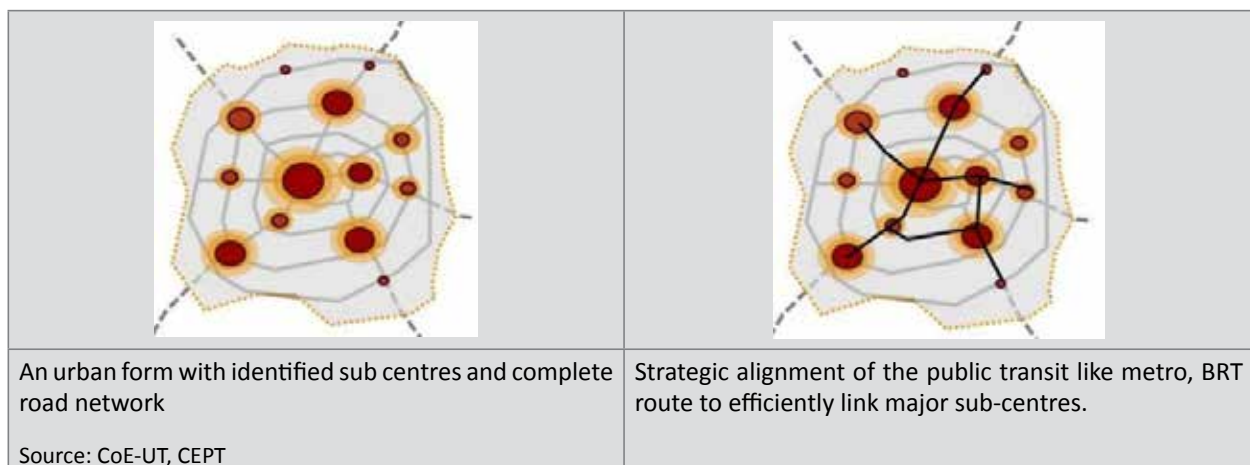 An urban form with identified sub centres and complete
road network
Source: CoE-UT, CEPT
Strategic alignment of the public transit like metro, BRT
route to efficiently link major sub-centres.